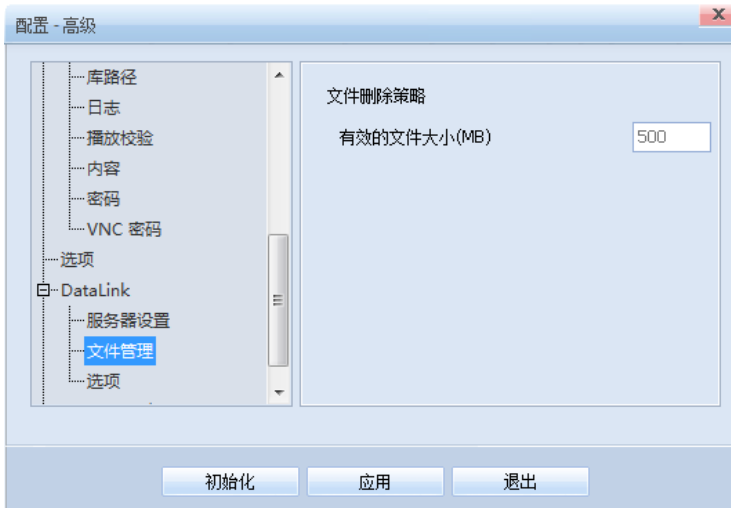 配置 - 高级
库路径
日志
播放校验
内容
密码
VNC 密码
选项
DataLink
服务器设置
文件管理
选项
文件删除策略
有效的文件大小(MB) 500
初始化 应用 退出